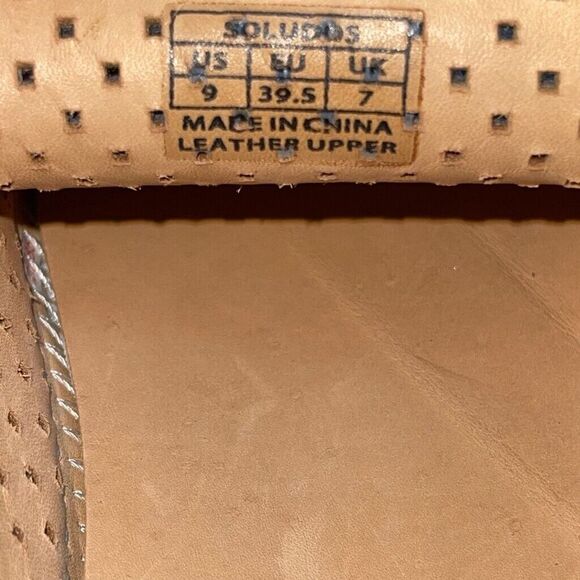 SOLUDOS
US EU UK
9 39.5 7
MADE IN CHINA
LEATHER UPPER